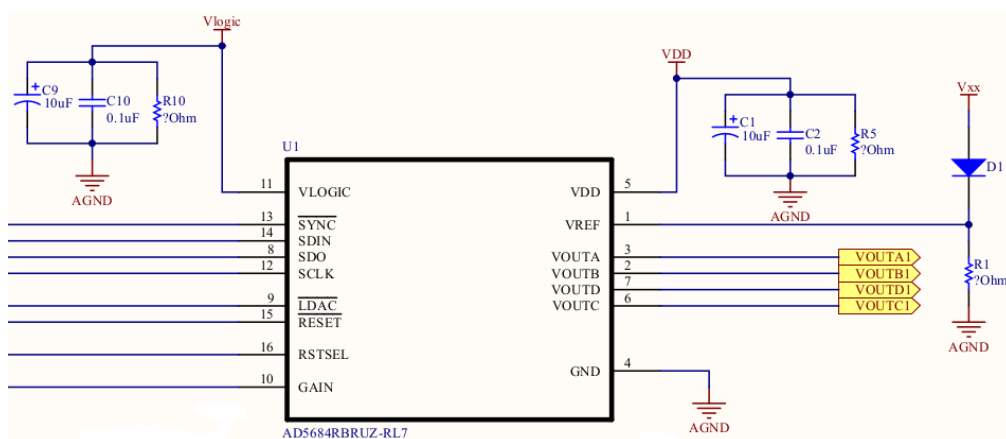 Vlogic
C9
10uF
C10
0.1uF
R10
?Ohm
AGND
VDD
C1
10uF
C2
0.1uF
R5
?Ohm
AGND
Vxx
D1
R1
?Ohm
AGND
U1
11 VLOGIC
13 SYNC
14 SDIN
8 SDO
12 SCLK
9 LDAC
15 RESET
16 RSTSEL
10 GAIN
VDD 5
VREF 1
VOUTA 3 VOUTA1
VOUTB 2 VOUTB1
VOUTD 7 VOUTD1
VOUTC 6 VOUTC1
GND 4
AGND
AD5684RBRUZ-RL7